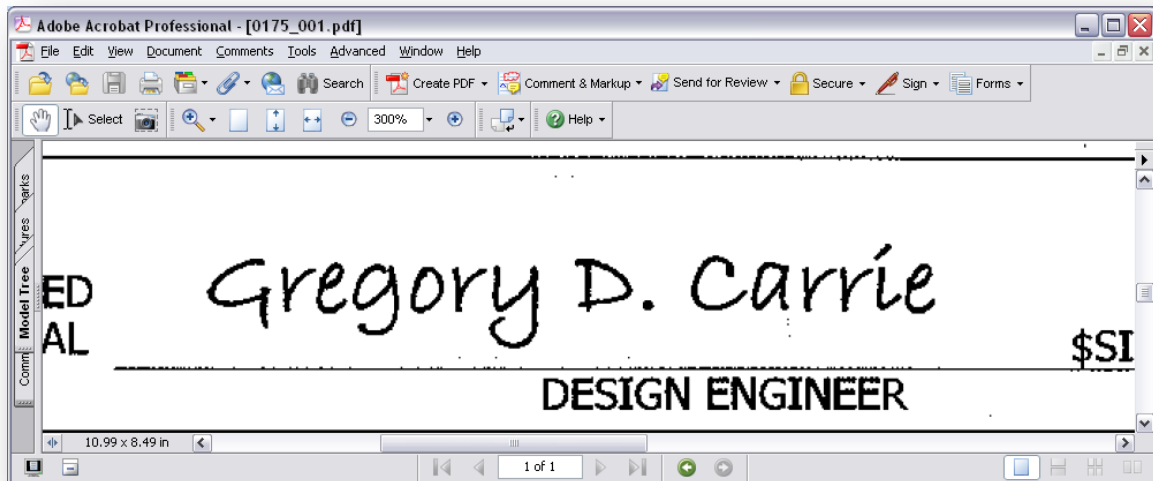 Adobe Acrobat Professional - [0175_001.pdf]
File Edit View Document Comments Tools Advanced Window Help
Search Create PDF Comment & Markup Send for Review Secure Sign Forms
Select 300% Help
ED
AL
Gregory D. Carrie
$SI
DESIGN ENGINEER
Model Tree
Comm
10.99 x 8.49 in
1 of 1